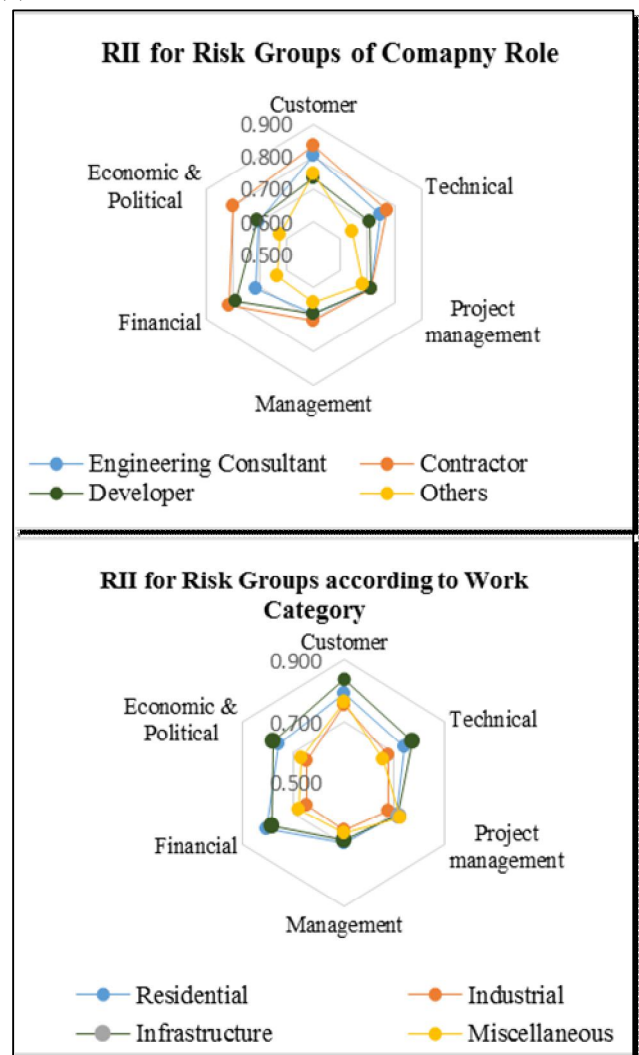 RII for Risk Groups of Comapny Role
Customer
0.900
0.800
0.700
0.600
0.500
Economic &
Political
Technical
Financial
Project
management
Management
Engineering Consultant
Contractor
Developer
Others
RII for Risk Groups according to Work
Category
Customer
0.900
0.700
0.500
Economic &
Political
Technical
Financial
Project
management
Management
Residential
Industrial
Infrastructure
Miscellaneous